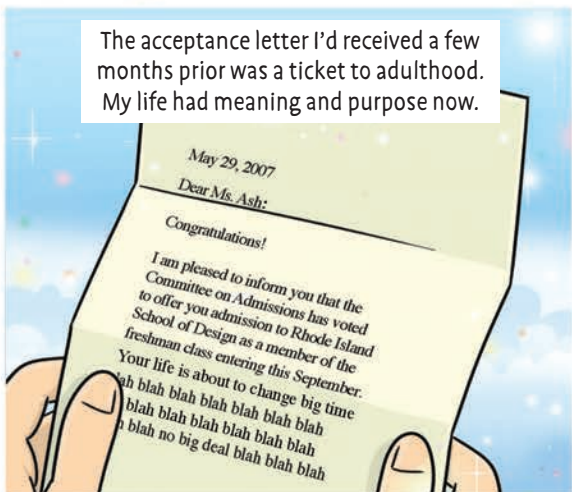 The acceptance letter I'd received a few
months prior was a ticket to adulthood.
My life had meaning and purpose now.
May 29, 2007
Dear Ms. Ash:
Congratulations!
I am pleased to inform you that the
Committee on Admissions has voted
to offer you admission to Rhode Island
School of Design as a member of the
freshman class entering this September.
Your life is about to change big time
blah blah blah blah blah blah
blah blah blah blah blah blah
blah no big deal blah blah blah